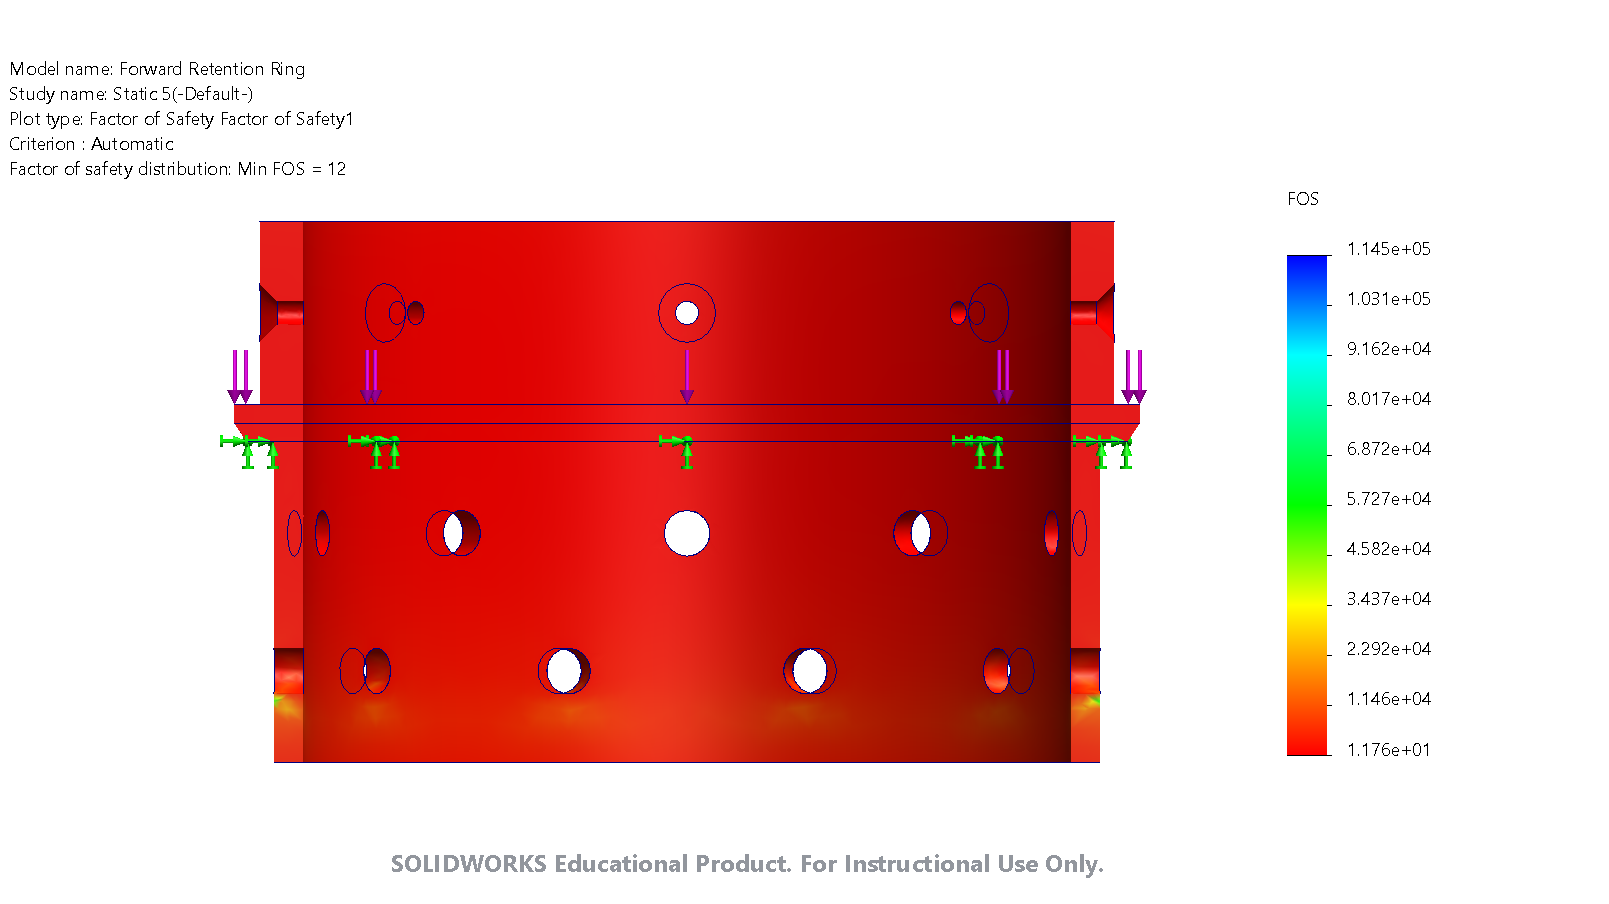 Model name: Forward Retention Ring
Study name: Static 5(-Default-)
Plot type: Factor of Safety Factor of Safety1
Criterion : Automatic
Factor of safety distribution: Min FOS = 12
FOS
1.145e+05
1.031e+05
9.162e+04
8.017e+04
6.872e+04
5.727e+04
4.582e+04
3.437e+04
2.292e+04
1.146e+04
1.176e+01
SOLIDWORKS Educational Product. For Instructional Use Only.